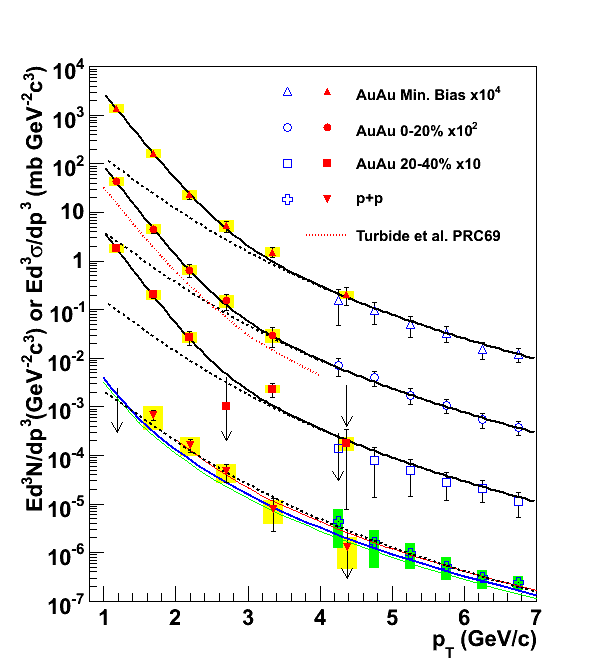 Ed³N/dp³(GeV⁻²c³) or Ed³σ/dp³ (mb GeV⁻²c³)
10⁴
10³
10²
10
1
10⁻¹
10⁻²
10⁻³
10⁻⁴
10⁻⁵
10⁻⁶
10⁻⁷
AuAu Min. Bias x10⁴
AuAu 0-20% x10²
AuAu 20-40% x10
p+p
Turbide et al. PRC69
1 2 3 4 5 6 7
p_T (GeV/c)